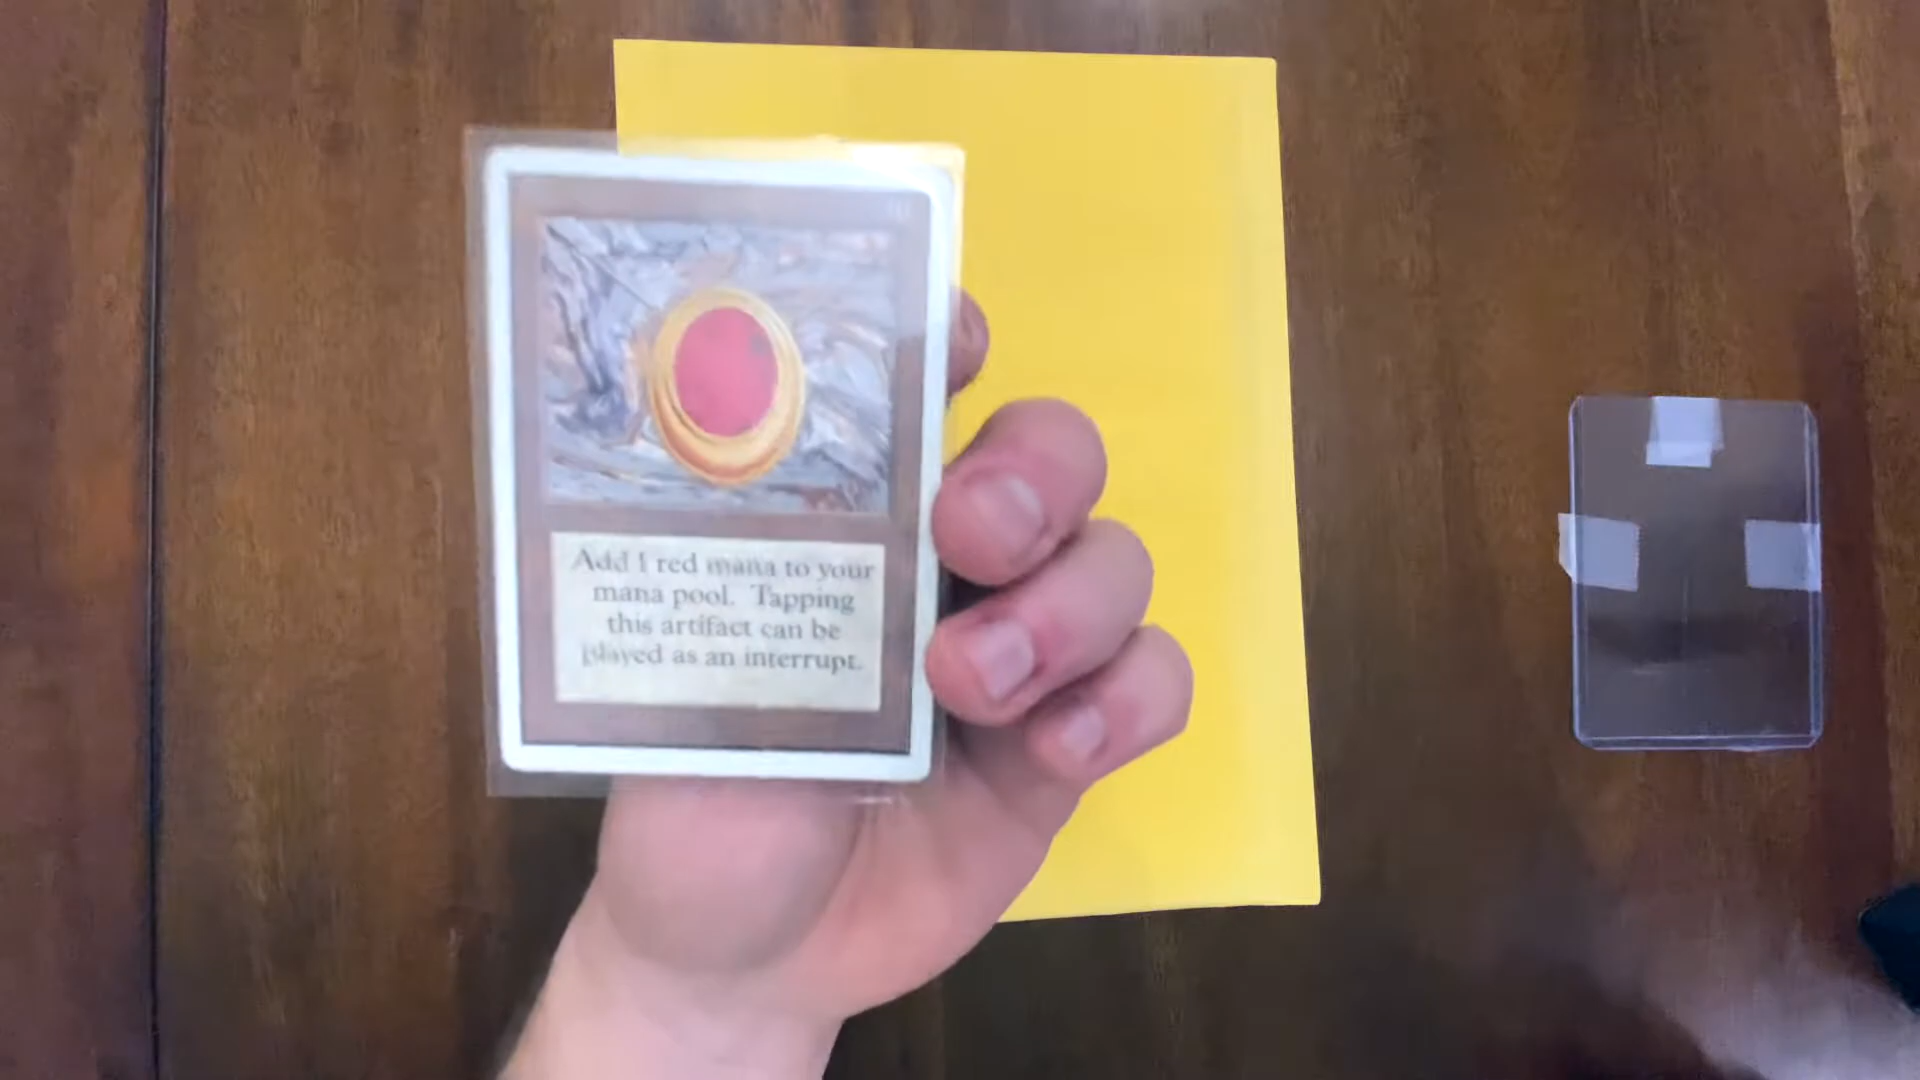 Add 1 red mana to your
mana pool. Tapping
this artifact can be
played as an interrupt.